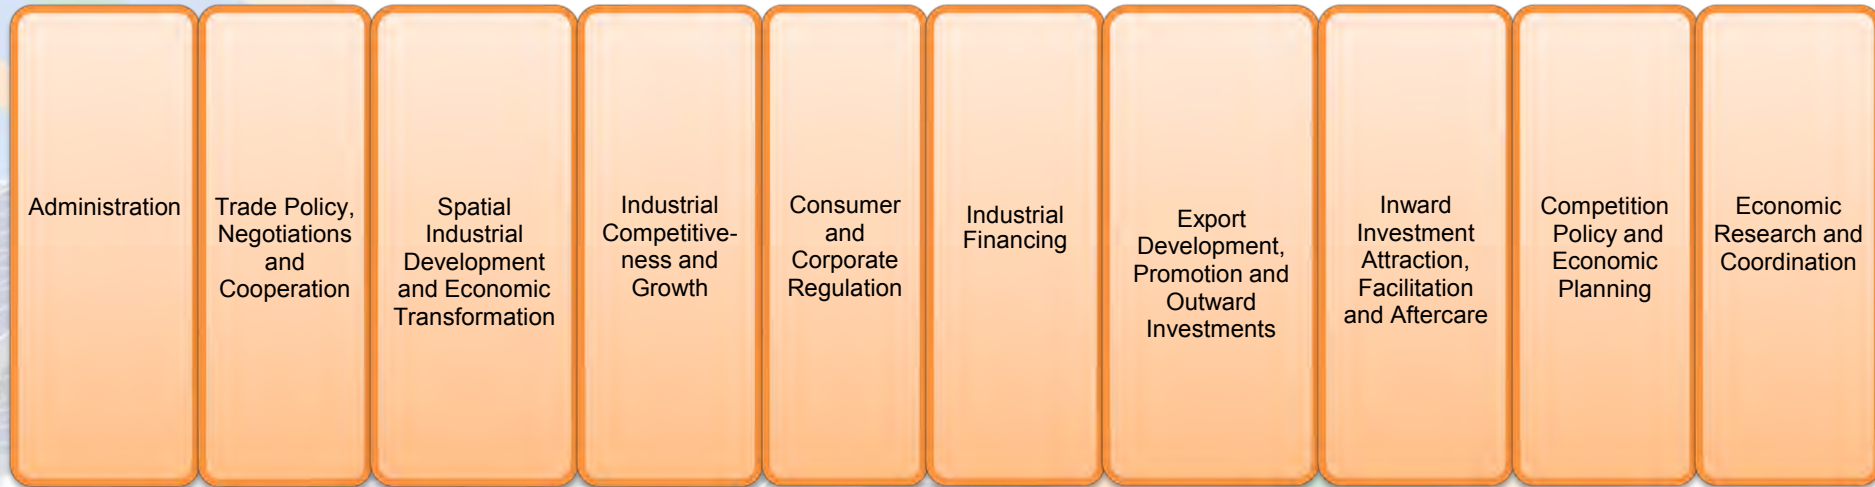 Administration
Trade Policy,
Negotiations
and
Cooperation
Spatial
Industrial
Development
and Economic
Transformation
Industrial
Competitive-
ness and
Growth
Consumer
and
Corporate
Regulation
Industrial
Financing
Export
Development,
Promotion and
Outward
Investments
Inward
Investment
Attraction,
Facilitation
and Aftercare
Competition
Policy and
Economic
Planning
Economic
Research and
Coordination